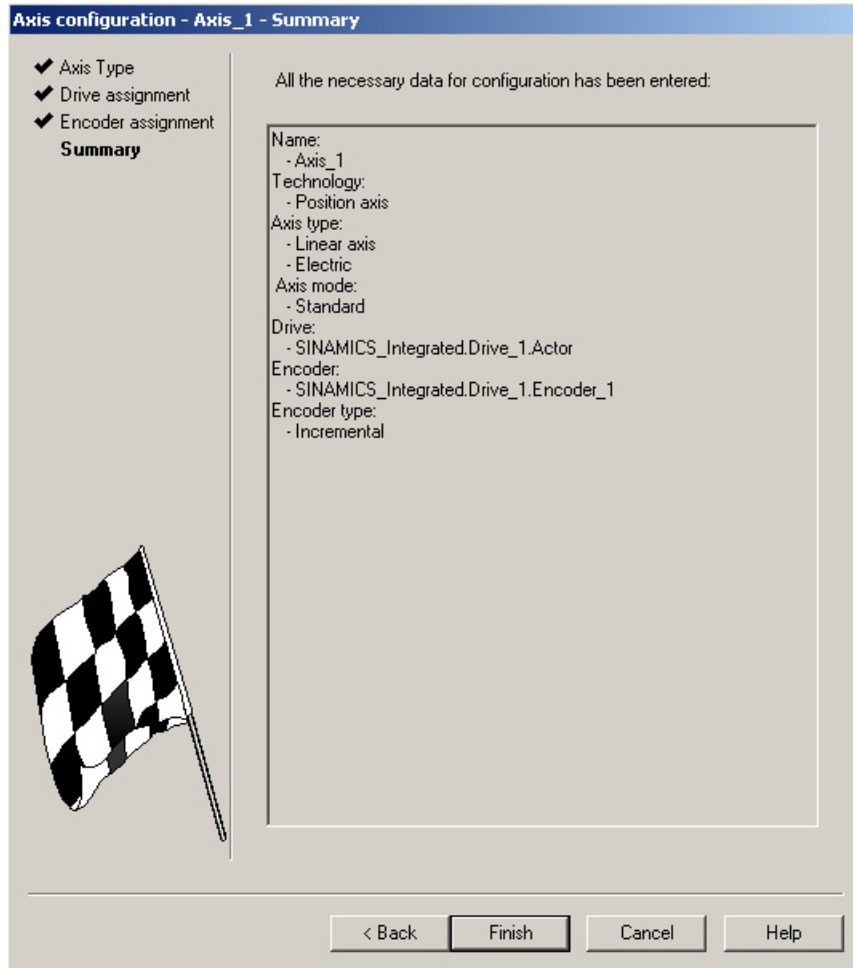 Axis configuration - Axis_1 - Summary
✔ Axis Type
✔ Drive assignment
✔ Encoder assignment
Summary
All the necessary data for configuration has been entered:
Name:
- Axis_1
Technology:
- Position axis
Axis type:
- Linear axis
- Electric
Axis mode:
- Standard
Drive:
- SINAMICS_Integrated.Drive_1.Actor
Encoder:
- SINAMICS_Integrated.Drive_1.Encoder_1
Encoder type:
- Incremental
< Back
Finish
Cancel
Help